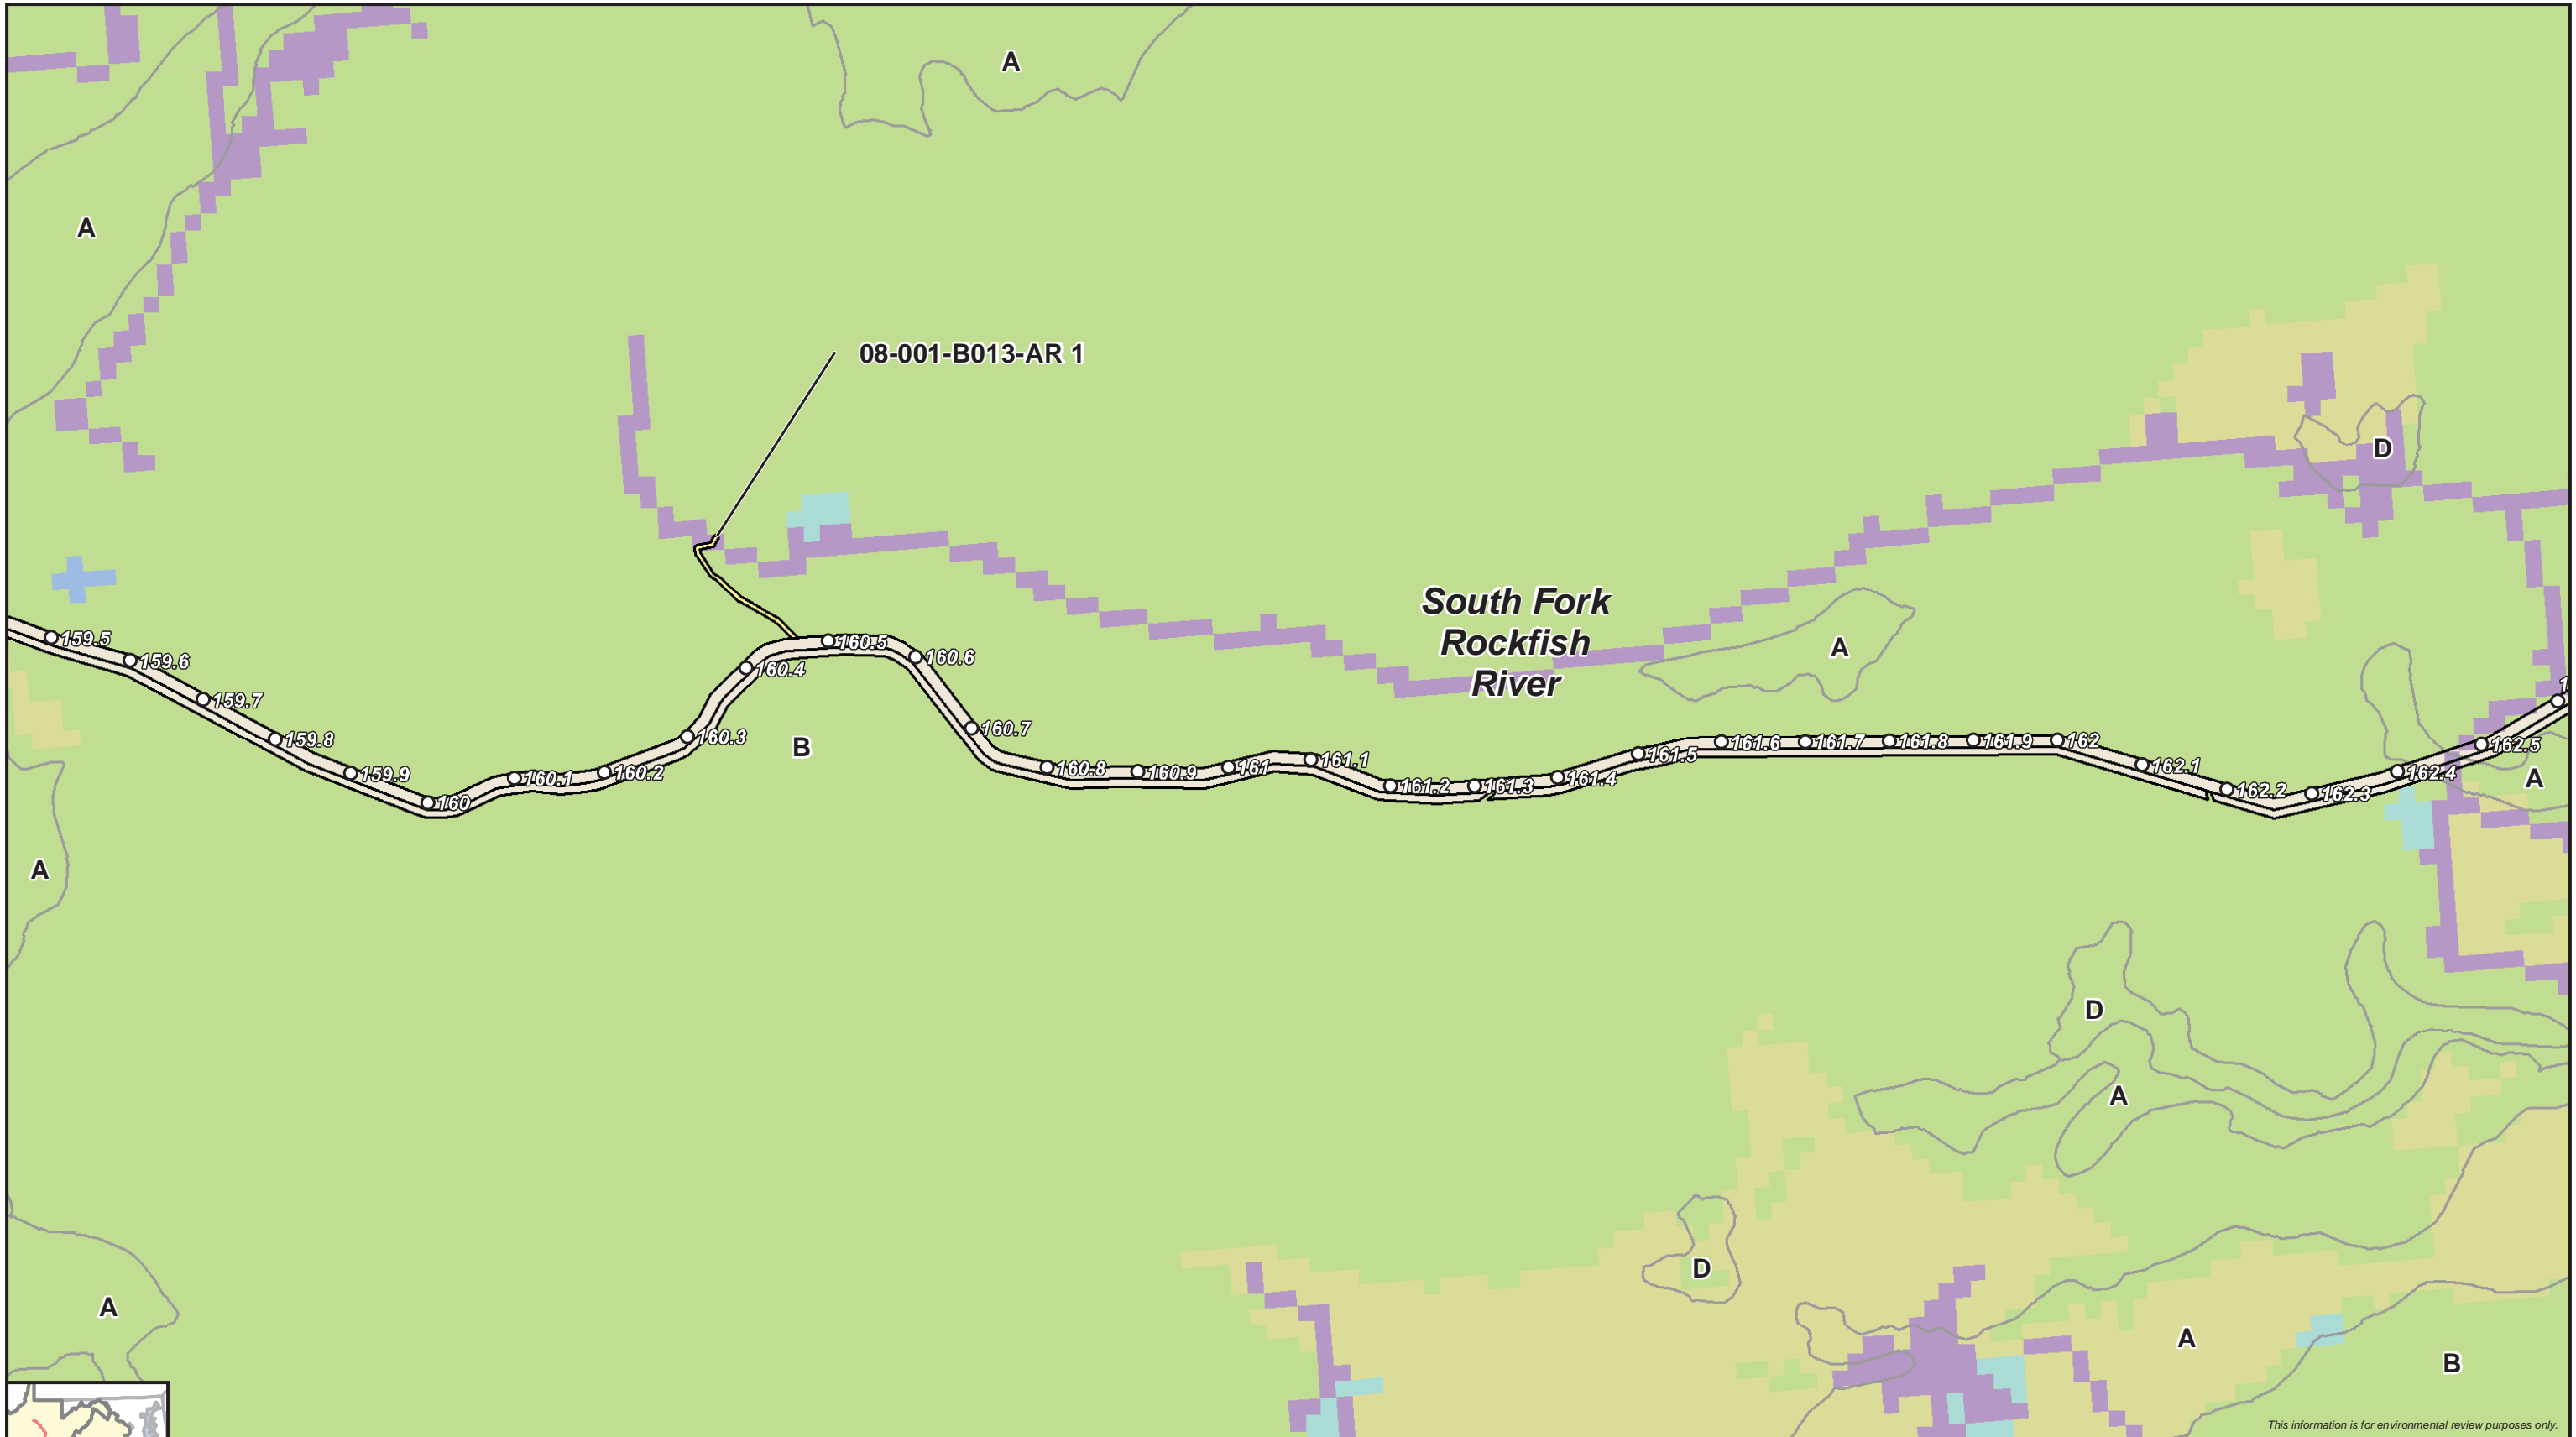 A
A
08-001-B013-AR 1
D
South Fork
Rockfish
River
A
159.5
159.6
159.7
159.8
159.9
160
160.1
160.2
160.3
160.4
160.5
160.6
160.7
160.8
160.9
161
161.1
161.2
161.3
161.4
161.5
161.6
161.7
161.8
161.9
162
162.1
162.2
162.3
162.4
162.5
B
A
A
D
A
D
A
A
B
This information is for environmental review purposes only.